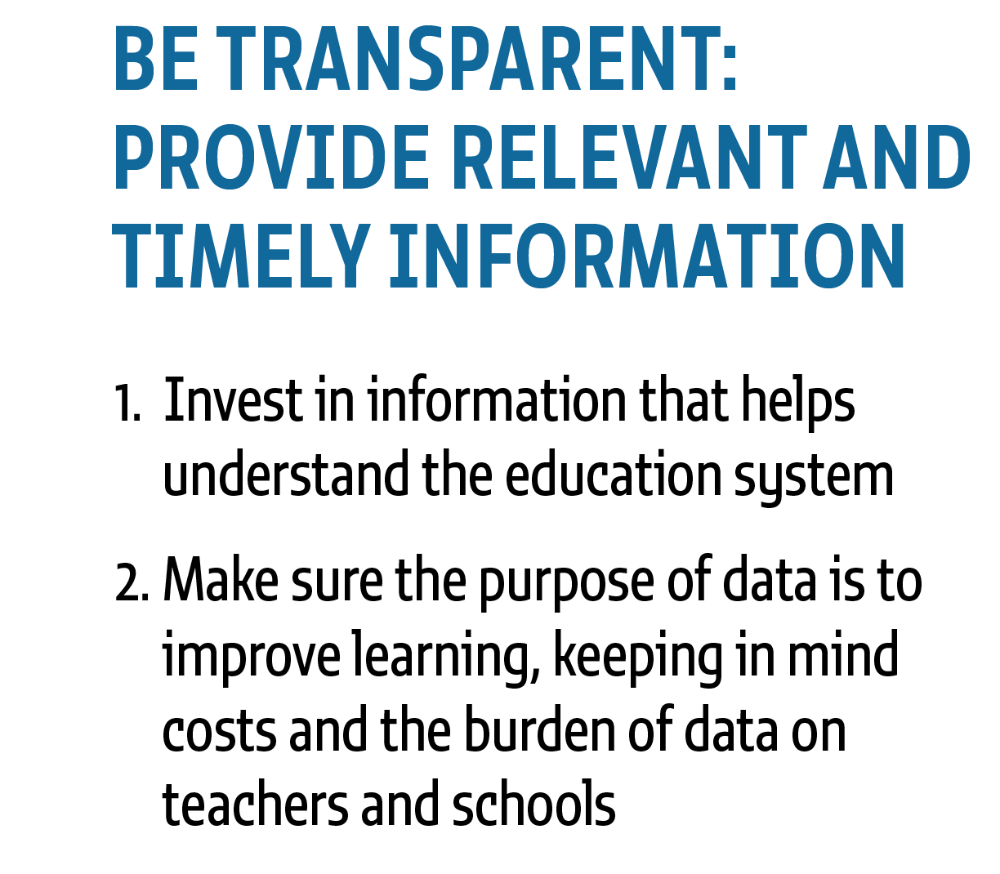 BE TRANSPARENT:
PROVIDE RELEVANT AND
TIMELY INFORMATION
1. Invest in information that helps
understand the education system
2. Make sure the purpose of data is to
improve learning, keeping in mind
costs and the burden of data on
teachers and schools